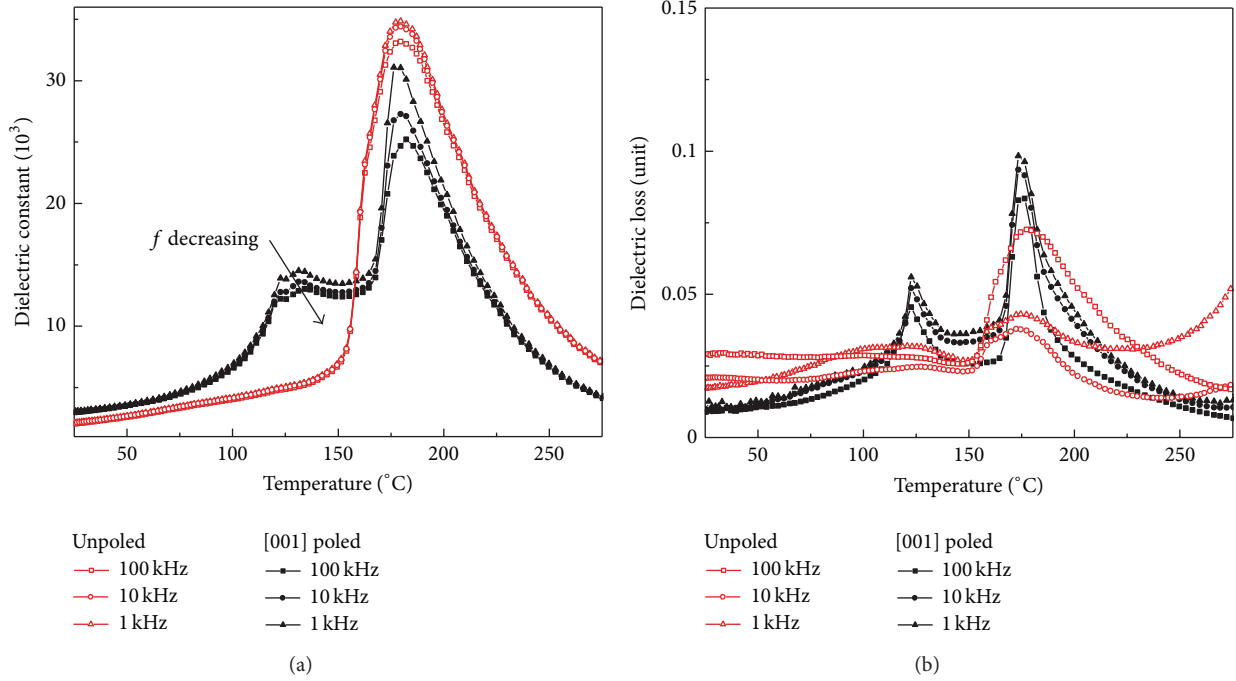 30
20
10
Dielectric constant (10³)
f decreasing
50 100 150 200 250
Temperature (°C)
Unpoled [001] poled
100 kHz 100 kHz
10 kHz 10 kHz
1 kHz 1 kHz
(a)
0.15
0.1
0.05
0
Dielectric loss (unit)
50 100 150 200 250
Temperature (°C)
Unpoled [001] poled
100 kHz 100 kHz
10 kHz 10 kHz
1 kHz 1 kHz
(b)